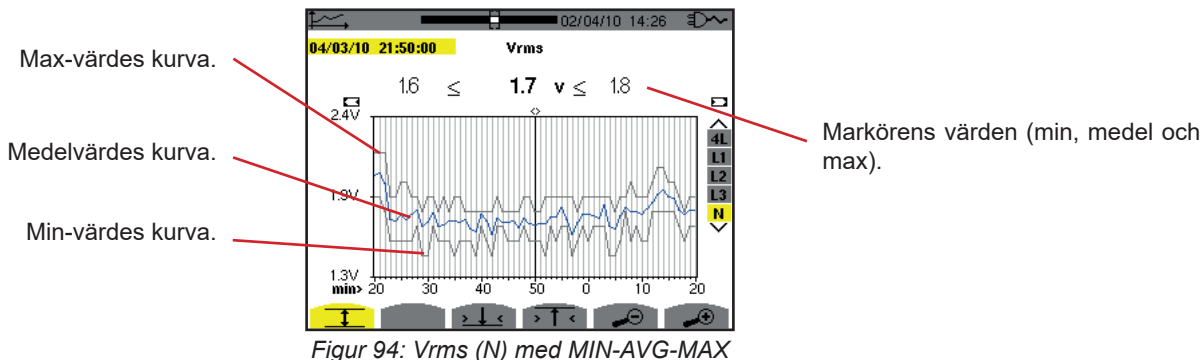 02/04/10 14:26
04/03/10 21:50:00 Vrms
Max-värdes kurva.
1.6 ≤ 1.7 v ≤ 1.8
2.4V
Markörens värden (min, medel och
max).
4L
L1
L2
L3
N
Medelvärdes kurva.
1.9V
Min-värdes kurva.
1.3V
min> 20 30 40 50 0 10 20
Figur 94: Vrms (N) med MIN-AVG-MAX